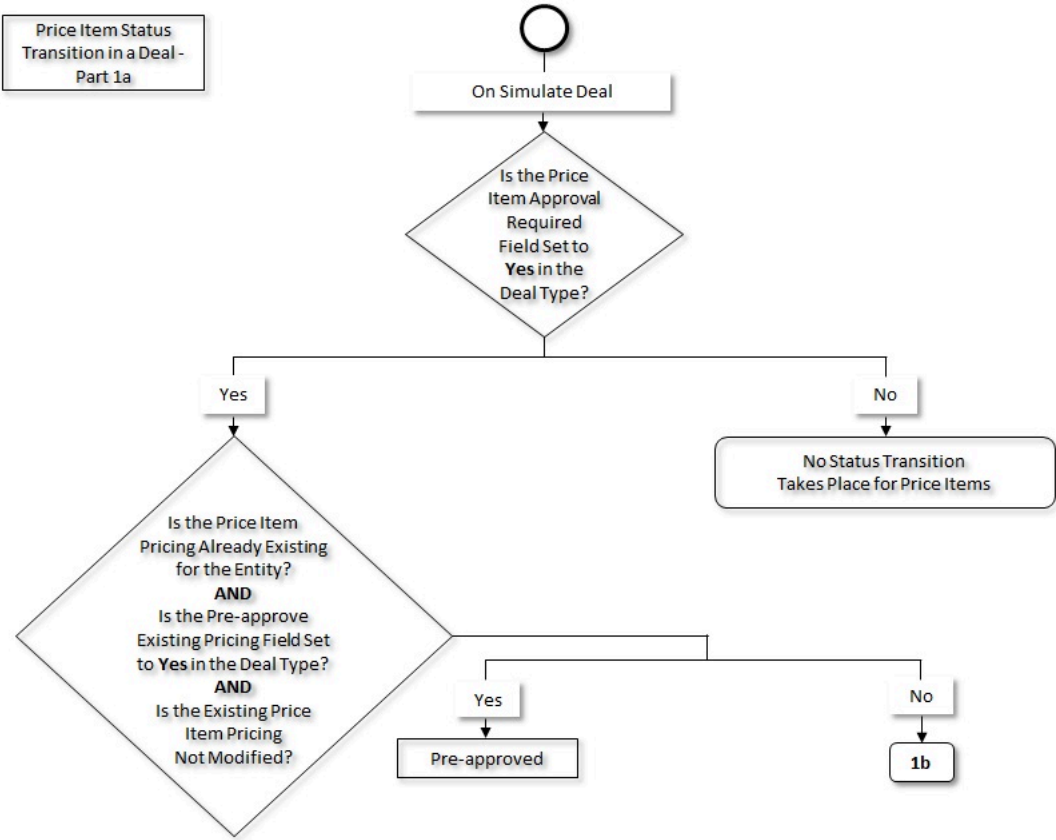 Price Item Status
Transition in a Deal -
Part 1a
On Simulate Deal
Is the Price
Item Approval
Required
Field Set to
Yes in the
Deal Type?
Yes
No
No Status Transition
Takes Place for Price Items
Is the Price Item
Pricing Already Existing
for the Entity?
AND
Is the Pre-approve
Existing Pricing Field Set
to Yes in the Deal Type?
AND
Is the Existing Price
Item Pricing
Not Modified?
Yes
No
Pre-approved
1b